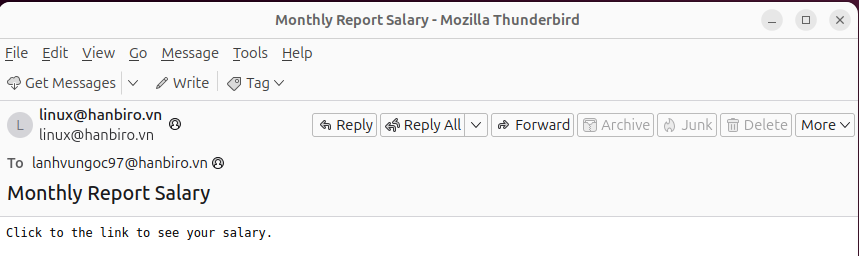 Monthly Report Salary - Mozilla Thunderbird
File Edit View Go Message Tools Help
Get Messages Write Tag
L linux@hanbiro.vn Reply Reply All Forward Archive Junk Delete More
linux@hanbiro.vn
To lanhvungoc97@hanbiro.vn
Monthly Report Salary
Click to the link to see your salary.